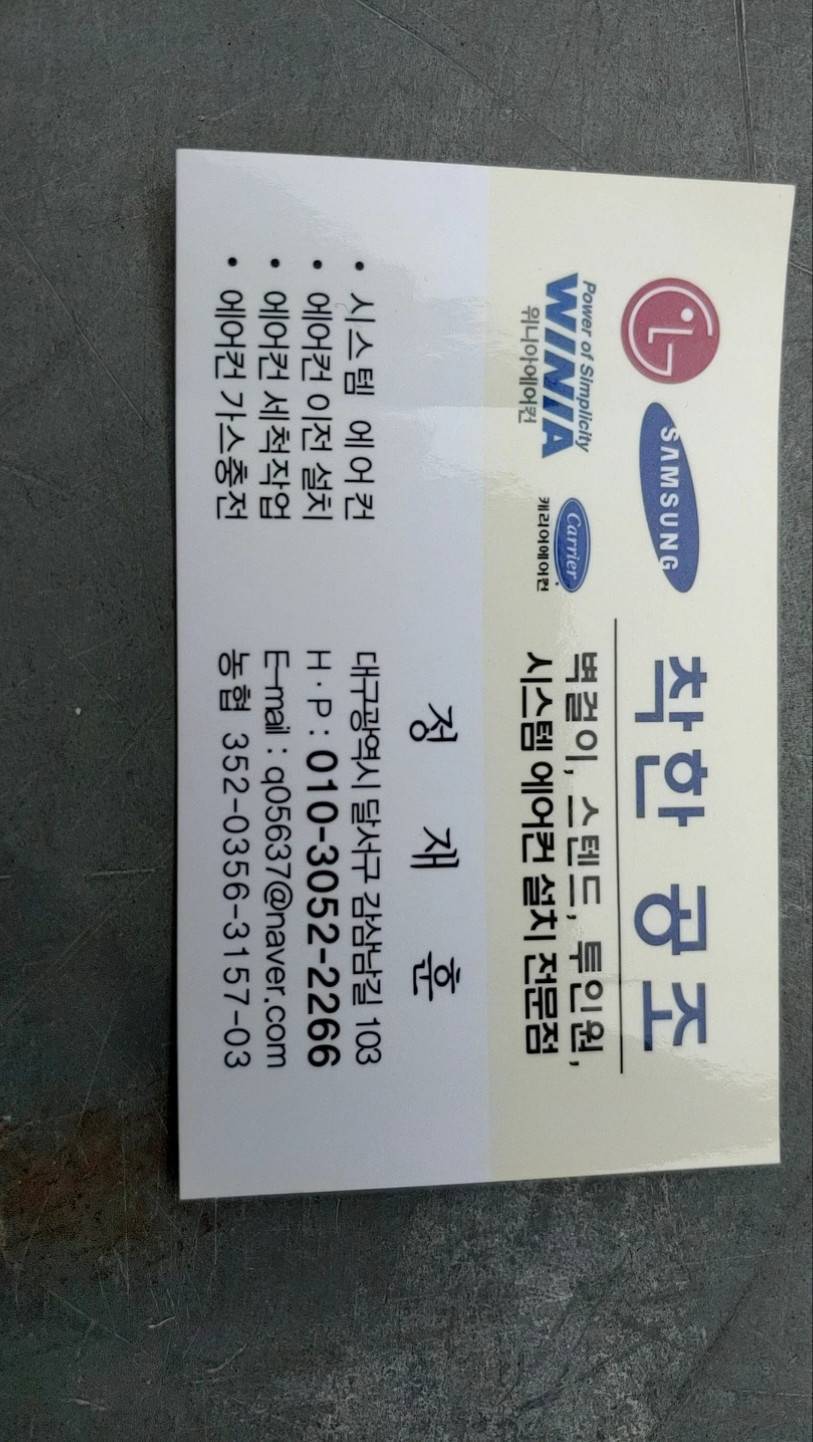 LG
SAMSUNG
Power of Simplicity
WINIA
위니아에어컨
Carrier
캐리어에어컨
착한 공조
벽걸이, 스텐드, 투인원,
시스템 에어컨 설치 전문점
정 재 훈
• 시스템 에어컨
• 에어컨 이전 설치
• 에어컨 세척작업
• 에어컨 가스충전
대구광역시 달서구 감삼남길 103
H · P : 010-3052-2266
E-mail : q05637@naver.com
농협 352-0356-3157-03